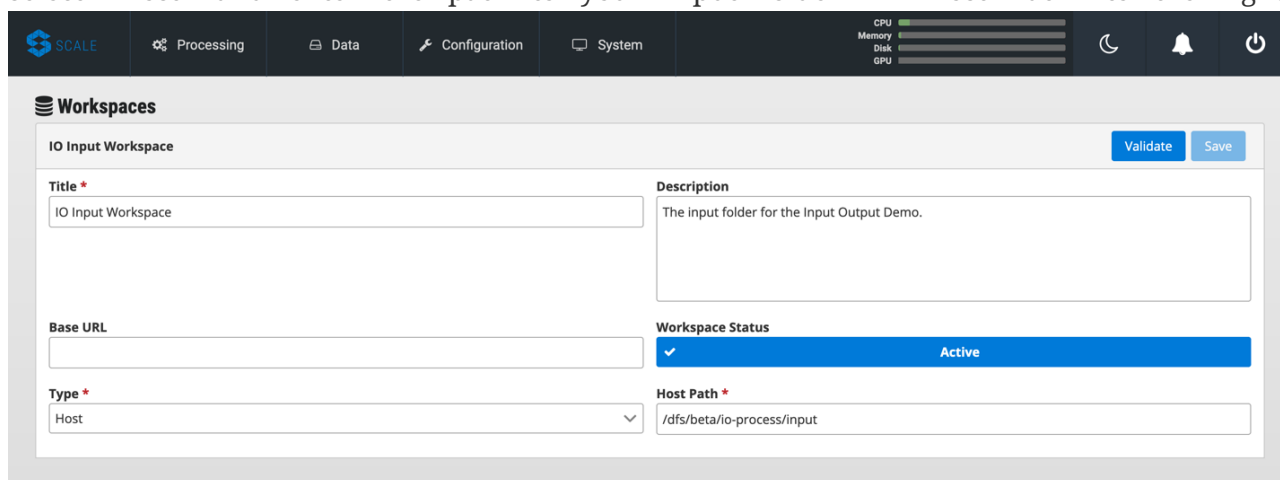 SCALE
Processing
Data
Configuration
System
CPU
Memory
Disk
GPU
Workspaces
IO Input Workspace
Validate
Save
Title *
Description
IO Input Workspace
The input folder for the Input Output Demo.
Base URL
Workspace Status
Active
Type *
Host Path *
Host
/dfs/beta/io-process/input